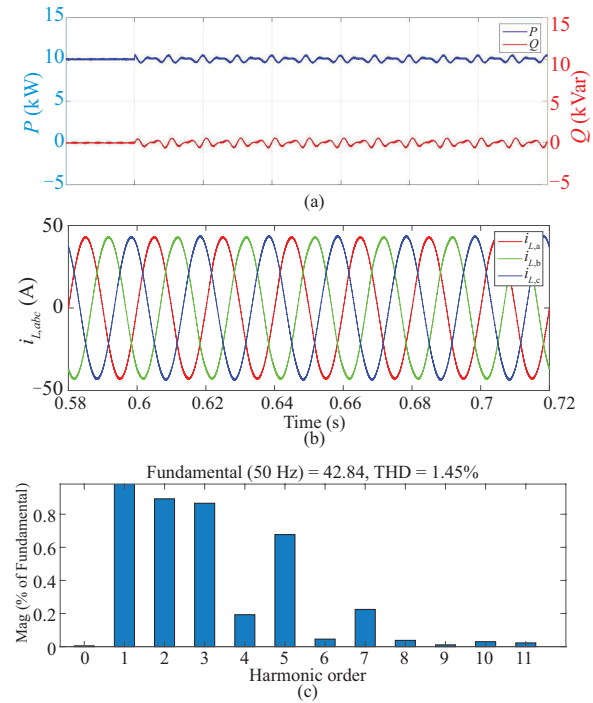 15
10
5
0
−5
P (kW)
P
Q
15
10
5
0
−5
Q (kVar)
(a)
50
0
−50
i_L,abc (A)
i_L,a
i_L,b
i_L,c
0.58 0.6 0.62 0.64 0.66 0.68 0.7 0.72
Time (s)
(b)
Fundamental (50 Hz) = 42.84, THD = 1.45%
0.8
0.6
0.4
0.2
0
Mag (% of Fundamental)
0 1 2 3 4 5 6 7 8 9 10 11
Harmonic order
(c)